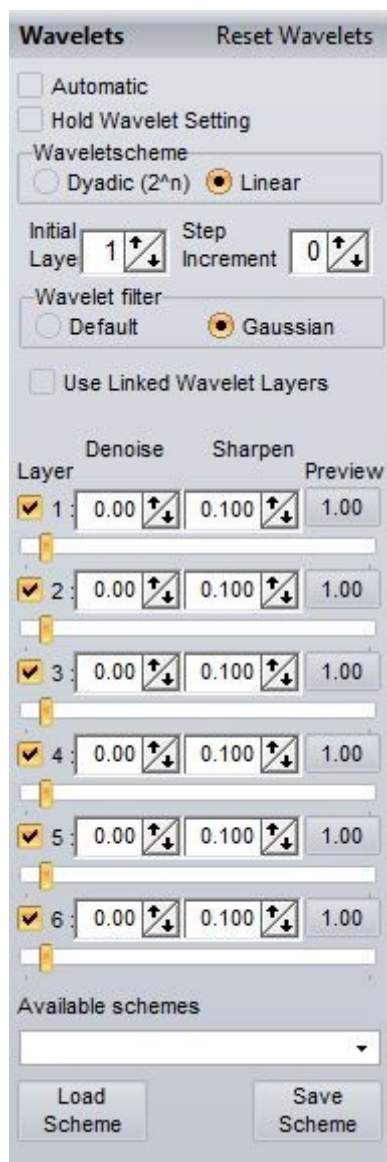 Wavelets Reset Wavelets
Automatic
Hold Wavelet Setting
Waveletscheme
Dyadic (2^n) Linear
Initial Step
Laye 1 Increment 0
Wavelet filter
Default Gaussian
Use Linked Wavelet Layers
Denoise Sharpen
Layer Preview
1 : 0.00 0.100 1.00
2 : 0.00 0.100 1.00
3 : 0.00 0.100 1.00
4 : 0.00 0.100 1.00
5 : 0.00 0.100 1.00
6 : 0.00 0.100 1.00
Available schemes
Load Save
Scheme Scheme